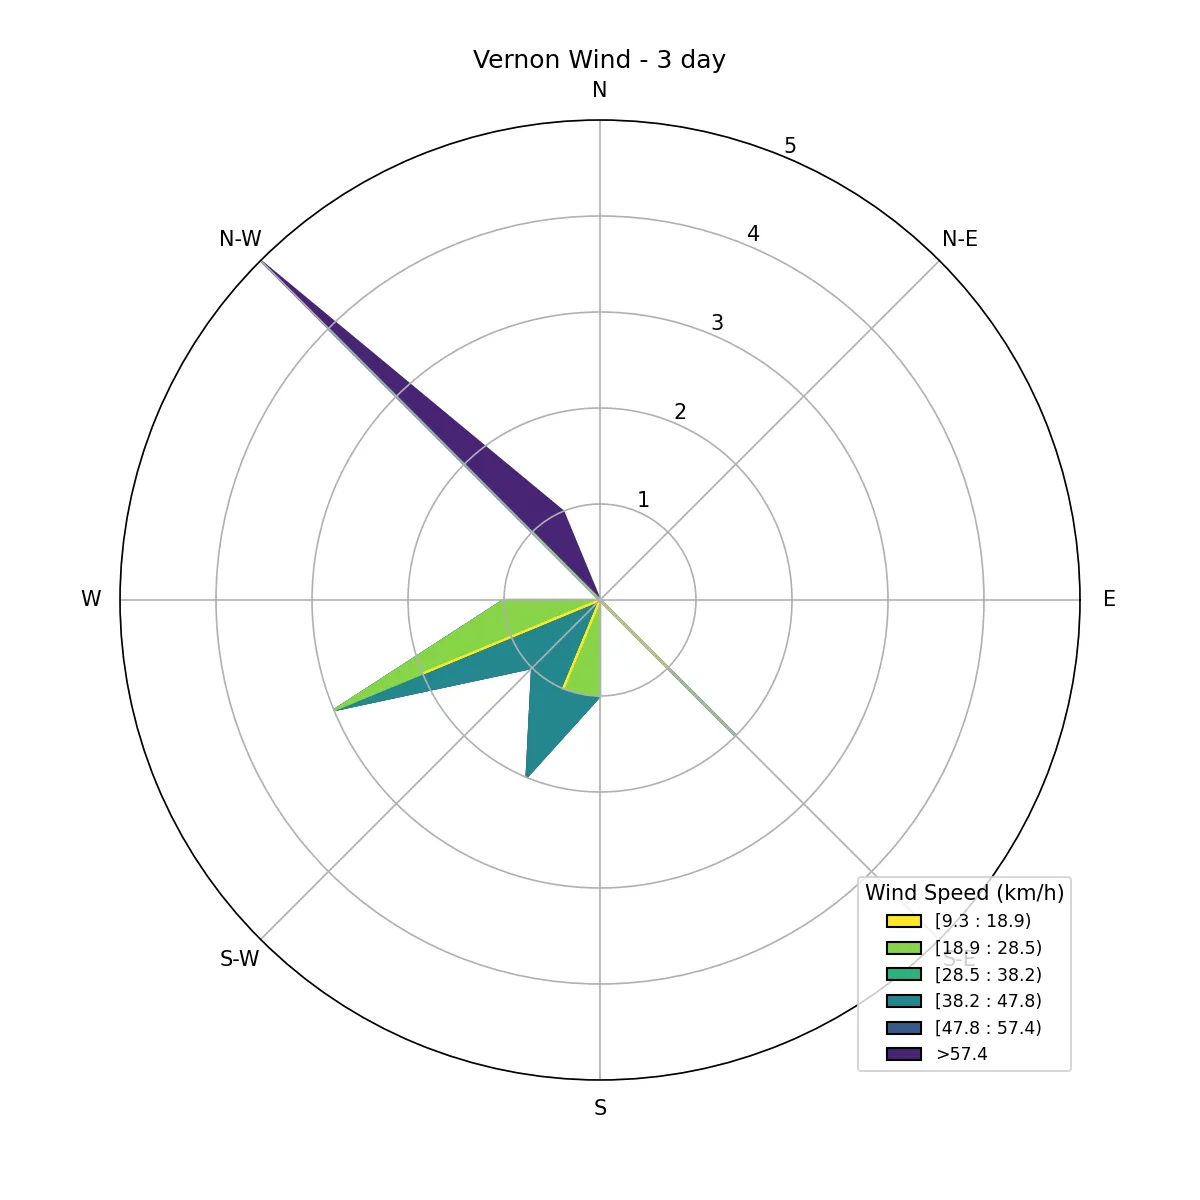 Vernon Wind - 3 day
N
5
N-W
N-E
4
3
2
1
W
E
Wind Speed (km/h)
[9.3 : 18.9)
[18.9 : 28.5)
S-W
S-E
[28.5 : 38.2)
[38.2 : 47.8)
[47.8 : 57.4)
>57.4
S